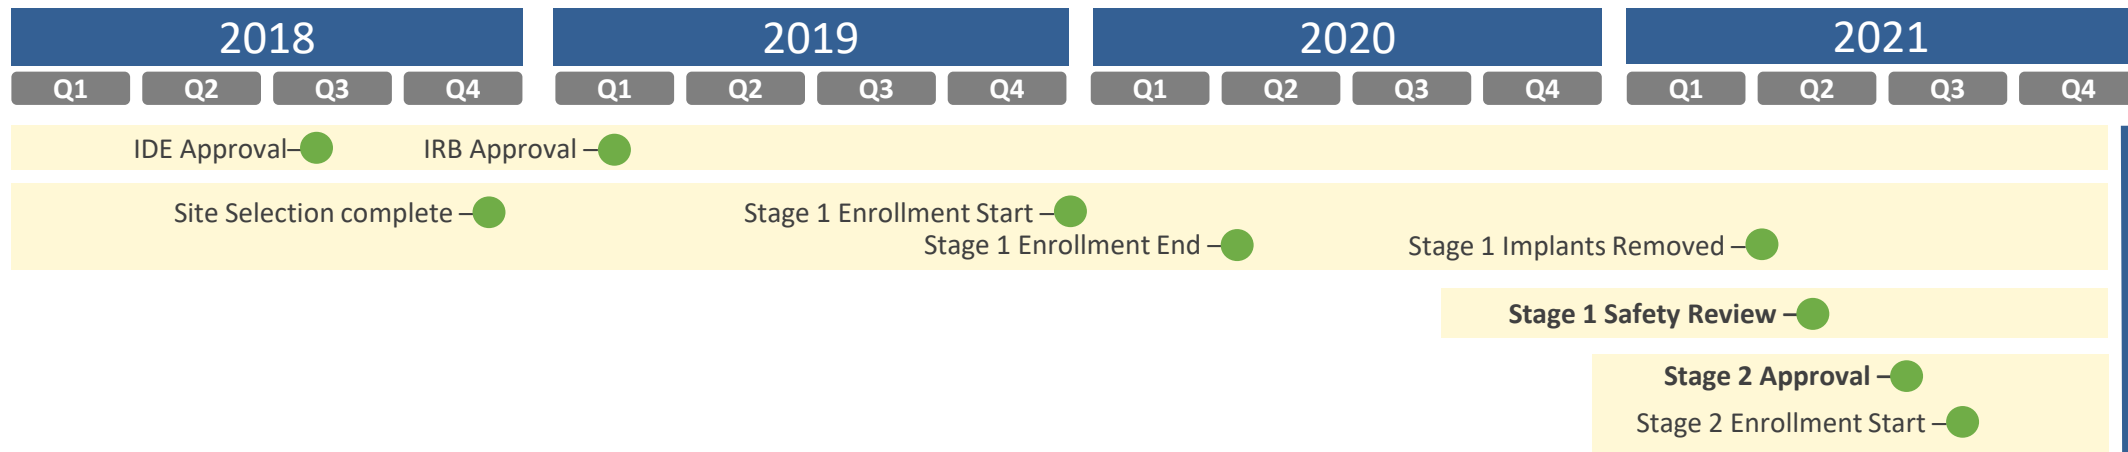 2018 2019 2020 2021
Q1 Q2 Q3 Q4 Q1 Q2 Q3 Q4 Q1 Q2 Q3 Q4 Q1 Q2 Q3 Q4
IDE Approval– IRB Approval –
Site Selection complete – Stage 1 Enrollment Start –
Stage 1 Enrollment End – Stage 1 Implants Removed –
Stage 1 Safety Review –
Stage 2 Approval –
Stage 2 Enrollment Start –